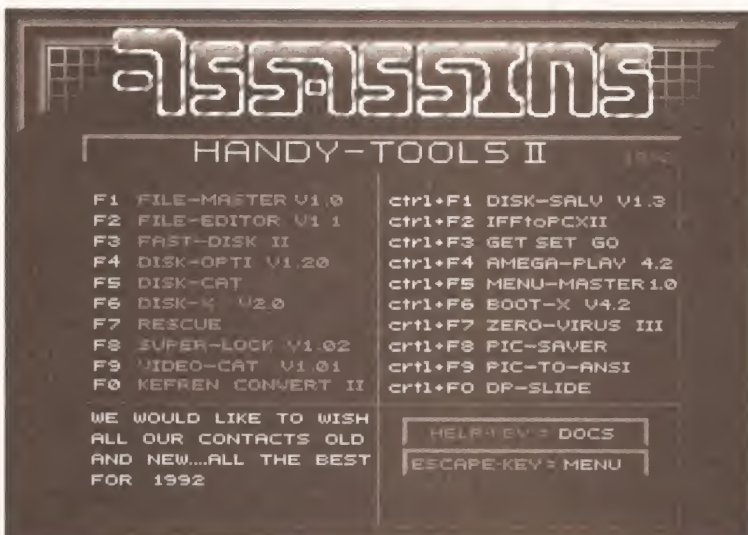 assassins
HANDY-TOOLS II
F1 FILE-MASTER V1.0
F2 FILE-EDITOR V1.1
F3 FAST-DISK II
F4 DISK-OPTI V1.20
F5 DISK-CAT
F6 DISK-X V2.0
F7 RESCUE
F8 SUPER-LOCK V1.02
F9 VIDEO-CAT V1.01
F0 KEFREN CONVERT II
ctrl+F1 DISK-SALV V1.3
ctrl+F2 IFFtoPCXII
ctrl+F3 GET SET GO
ctrl+F4 AMEGA-PLAY 4.2
ctrl+F5 MENU-MASTER 1.0
ctrl+F6 BOOT-X V4.2
crtl+F7 ZERO-VIRUS III
crtl+F8 PIC-SAVER
crtl+F9 PIC-TO-ANSI
crtl+F0 DP-SLIDE
WE WOULD LIKE TO WISH
ALL OUR CONTACTS OLD
AND NEW....ALL THE BEST
FOR 1992
HELP-KEY = DOCS
ESCAPE-KEY = MENU